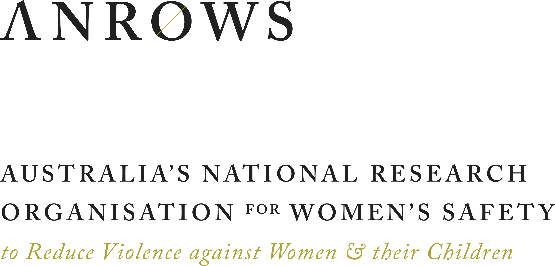 ANROWS
AUSTRALIA'S NATIONAL RESEARCH
ORGANISATION FOR WOMEN'S SAFETY
to Reduce Violence against Women & their Children